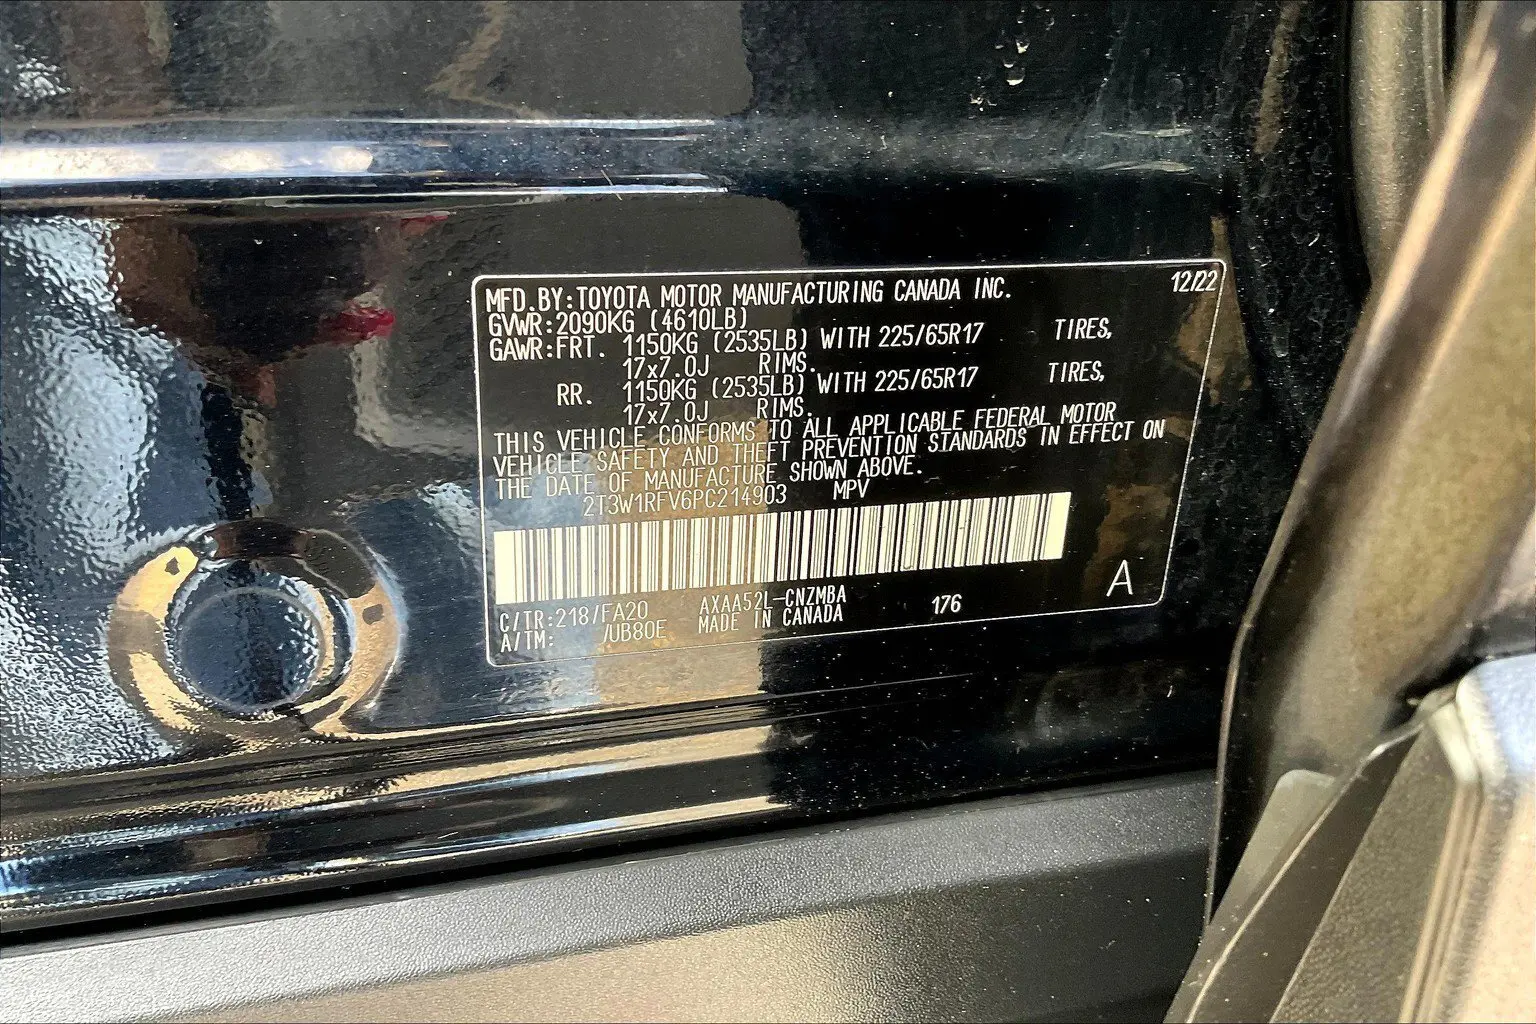 MFD.BY:TOYOTA MOTOR MANUFACTURING CANADA INC. 12/22
GVWR:2090KG (4610LB)
GAWR:FRT. 1150KG (2535LB) WITH 225/65R17 TIRES,
17x7.0J RIMS.
RR. 1150KG (2535LB) WITH 225/65R17 TIRES,
17x7.0J RIMS.
THIS VEHICLE CONFORMS TO ALL APPLICABLE FEDERAL MOTOR
VEHICLE SAFETY AND THEFT PREVENTION STANDARDS IN EFFECT ON
THE DATE OF MANUFACTURE SHOWN ABOVE.
2T3W1RFV6PC214903 MPV
C/TR:218/FA20 AXAA52L-CNZMBA 176 A
A/TM: /UB80E MADE IN CANADA